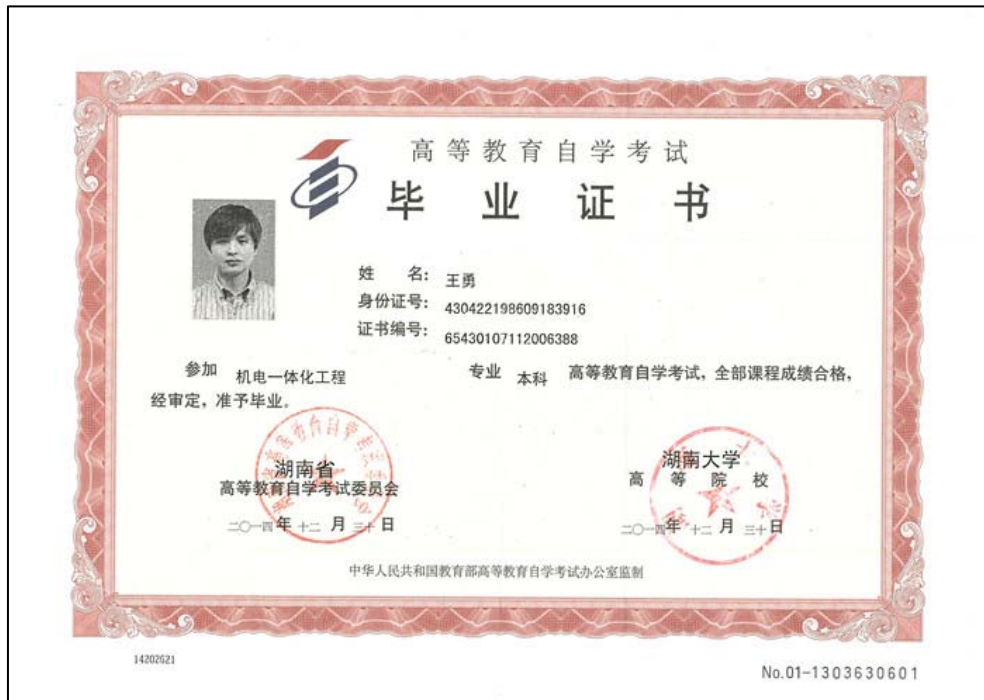 高等教育自学考试
毕业证书
姓 名： 王勇
身份证号： 430422198609183916
证书编号： 65430107112006388
参加 机电一体化工程 专业 本科 高等教育自学考试，全部课程成绩合格，
经审定，准予毕业。
湖南省 湖南大学
高等教育自学考试委员会 高等院校
二〇一四年 十二 月 三十 日 二〇一四年 十二 月 三十 日
中华人民共和国教育部高等教育自学考试办公室监制
14202621
No.01-1303630601